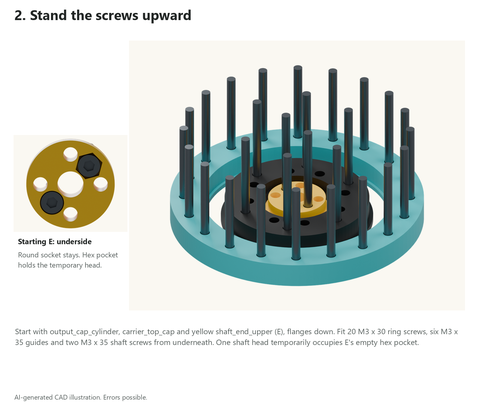 2. Stand the screws upward
Starting E: underside
Round socket stays. Hex pocket
holds the temporary head.
Start with output_cap_cylinder, carrier_top_cap and yellow shaft_end_upper (E), flanges down. Fit 20 M3 x 30 ring screws, six M3 x
35 guides and two M3 x 35 shaft screws from underneath. One shaft head temporarily occupies E's empty hex pocket.
AI-generated CAD illustration. Errors possible.